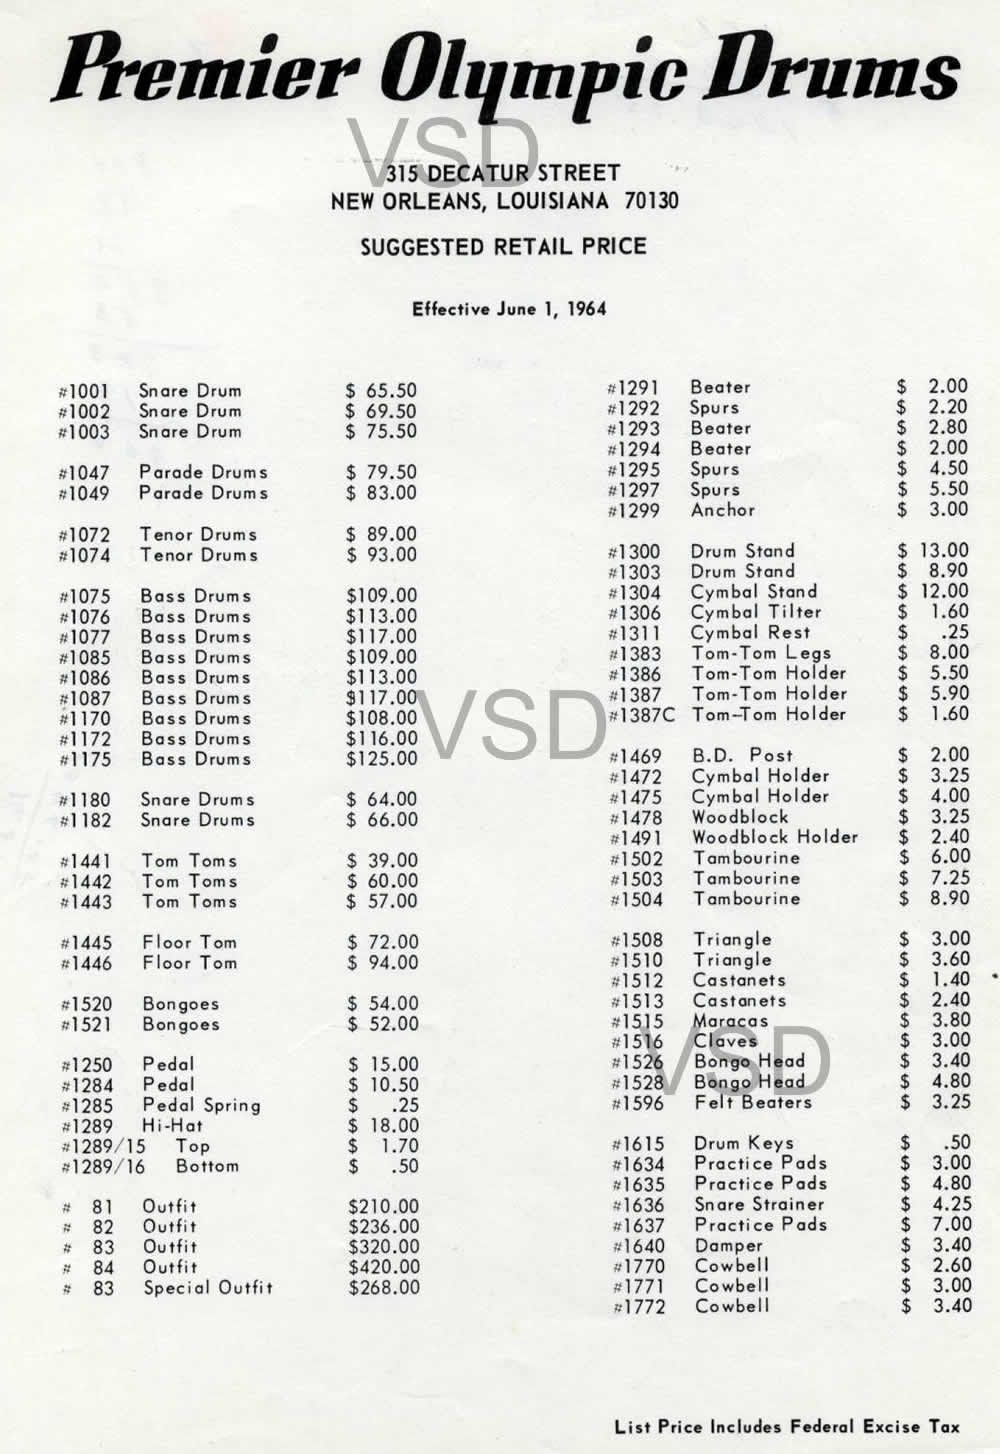 Premier Olympic Drums
315 DECATUR STREET
NEW ORLEANS, LOUISIANA 70130
SUGGESTED RETAIL PRICE
Effective June 1, 1964
#1001 Snare Drum $ 65.50
#1002 Snare Drum $ 69.50
#1003 Snare Drum $ 75.50
#1047 Parade Drums $ 79.50
#1049 Parade Drums $ 83.00
#1072 Tenor Drums $ 89.00
#1074 Tenor Drums $ 93.00
#1075 Bass Drums $109.00
#1076 Bass Drums $113.00
#1077 Bass Drums $117.00
#1085 Bass Drums $109.00
#1086 Bass Drums $113.00
#1087 Bass Drums $117.00
#1170 Bass Drums $108.00
#1172 Bass Drums $116.00
#1175 Bass Drums $125.00
#1180 Snare Drums $ 64.00
#1182 Snare Drums $ 66.00
#1441 Tom Toms $ 39.00
#1442 Tom Toms $ 60.00
#1443 Tom Toms $ 57.00
#1445 Floor Tom $ 72.00
#1446 Floor Tom $ 94.00
#1520 Bongoes $ 54.00
#1521 Bongoes $ 52.00
#1250 Pedal $ 15.00
#1284 Pedal $ 10.50
#1285 Pedal Spring $ .25
#1289 Hi-Hat $ 18.00
#1289/15 Top $ 1.70
#1289/16 Bottom $ .50
# 81 Outfit $210.00
# 82 Outfit $236.00
# 83 Outfit $320.00
# 84 Outfit $420.00
# 83 Special Outfit $268.00
#1291 Beater $ 2.00
#1292 Spurs $ 2.20
#1293 Beater $ 2.80
#1294 Beater $ 2.00
#1295 Spurs $ 4.50
#1297 Spurs $ 5.50
#1299 Anchor $ 3.00
#1300 Drum Stand $ 13.00
#1303 Drum Stand $ 8.90
#1304 Cymbal Stand $ 12.00
#1306 Cymbal Tilter $ 1.60
#1311 Cymbal Rest $ .25
#1383 Tom-Tom Legs $ 8.00
#1386 Tom-Tom Holder $ 5.50
#1387 Tom-Tom Holder $ 5.90
#1387C Tom-Tom Holder $ 1.60
#1469 B.D. Post $ 2.00
#1472 Cymbal Holder $ 3.25
#1475 Cymbal Holder $ 4.00
#1478 Woodblock $ 3.25
#1491 Woodblock Holder $ 2.40
#1502 Tambourine $ 6.00
#1503 Tambourine $ 7.25
#1504 Tambourine $ 8.90
#1508 Triangle $ 3.00
#1510 Triangle $ 3.60
#1512 Castanets $ 1.40
#1513 Castanets $ 2.40
#1515 Maracas $ 3.80
#1516 Claves $ 3.00
#1526 Bongo Head $ 3.40
#1528 Bongo Head $ 4.80
#1596 Felt Beaters $ 3.25
#1615 Drum Keys $ .50
#1634 Practice Pads $ 3.00
#1635 Practice Pads $ 4.80
#1636 Snare Strainer $ 4.25
#1637 Practice Pads $ 7.00
#1640 Damper $ 3.40
#1770 Cowbell $ 2.60
#1771 Cowbell $ 3.00
#1772 Cowbell $ 3.40
List Price Includes Federal Excise Tax
VSD
VSD
VSD